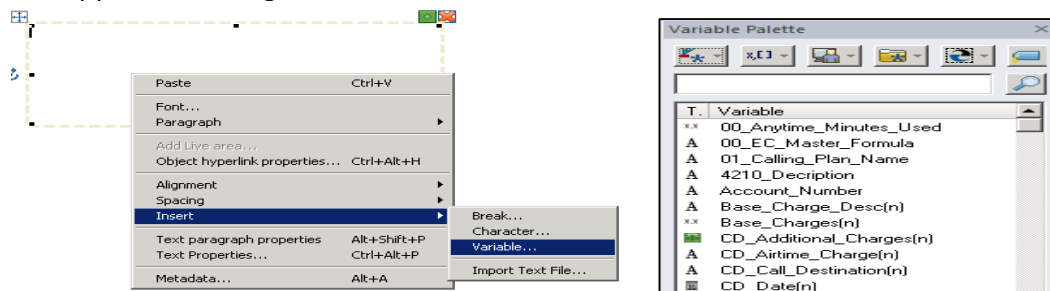 Paste Ctrl+V
Font...
Paragraph
Add Live area...
Object hyperlink properties... Ctrl+Alt+H
Alignment
Spacing
Insert
Text paragraph properties Alt+Shift+P
Text Properties... Ctrl+Alt+P
Metadata... Alt+A
Break...
Character...
Variable...
Import Text File...
Variable Palette
x,[]
T. Variable
x.x 00_Anytime_Minutes_Used
A 00_EC_Master_Formula
A 01_Calling_Plan_Name
A 4210_Decription
A Account_Number
A Base_Charge_Desc(n)
x.x Base_Charges(n)
CD_Additional_Charges(n)
A CD_Airtime_Charge(n)
A CD_Call_Destination(n)
CD_Date(n)